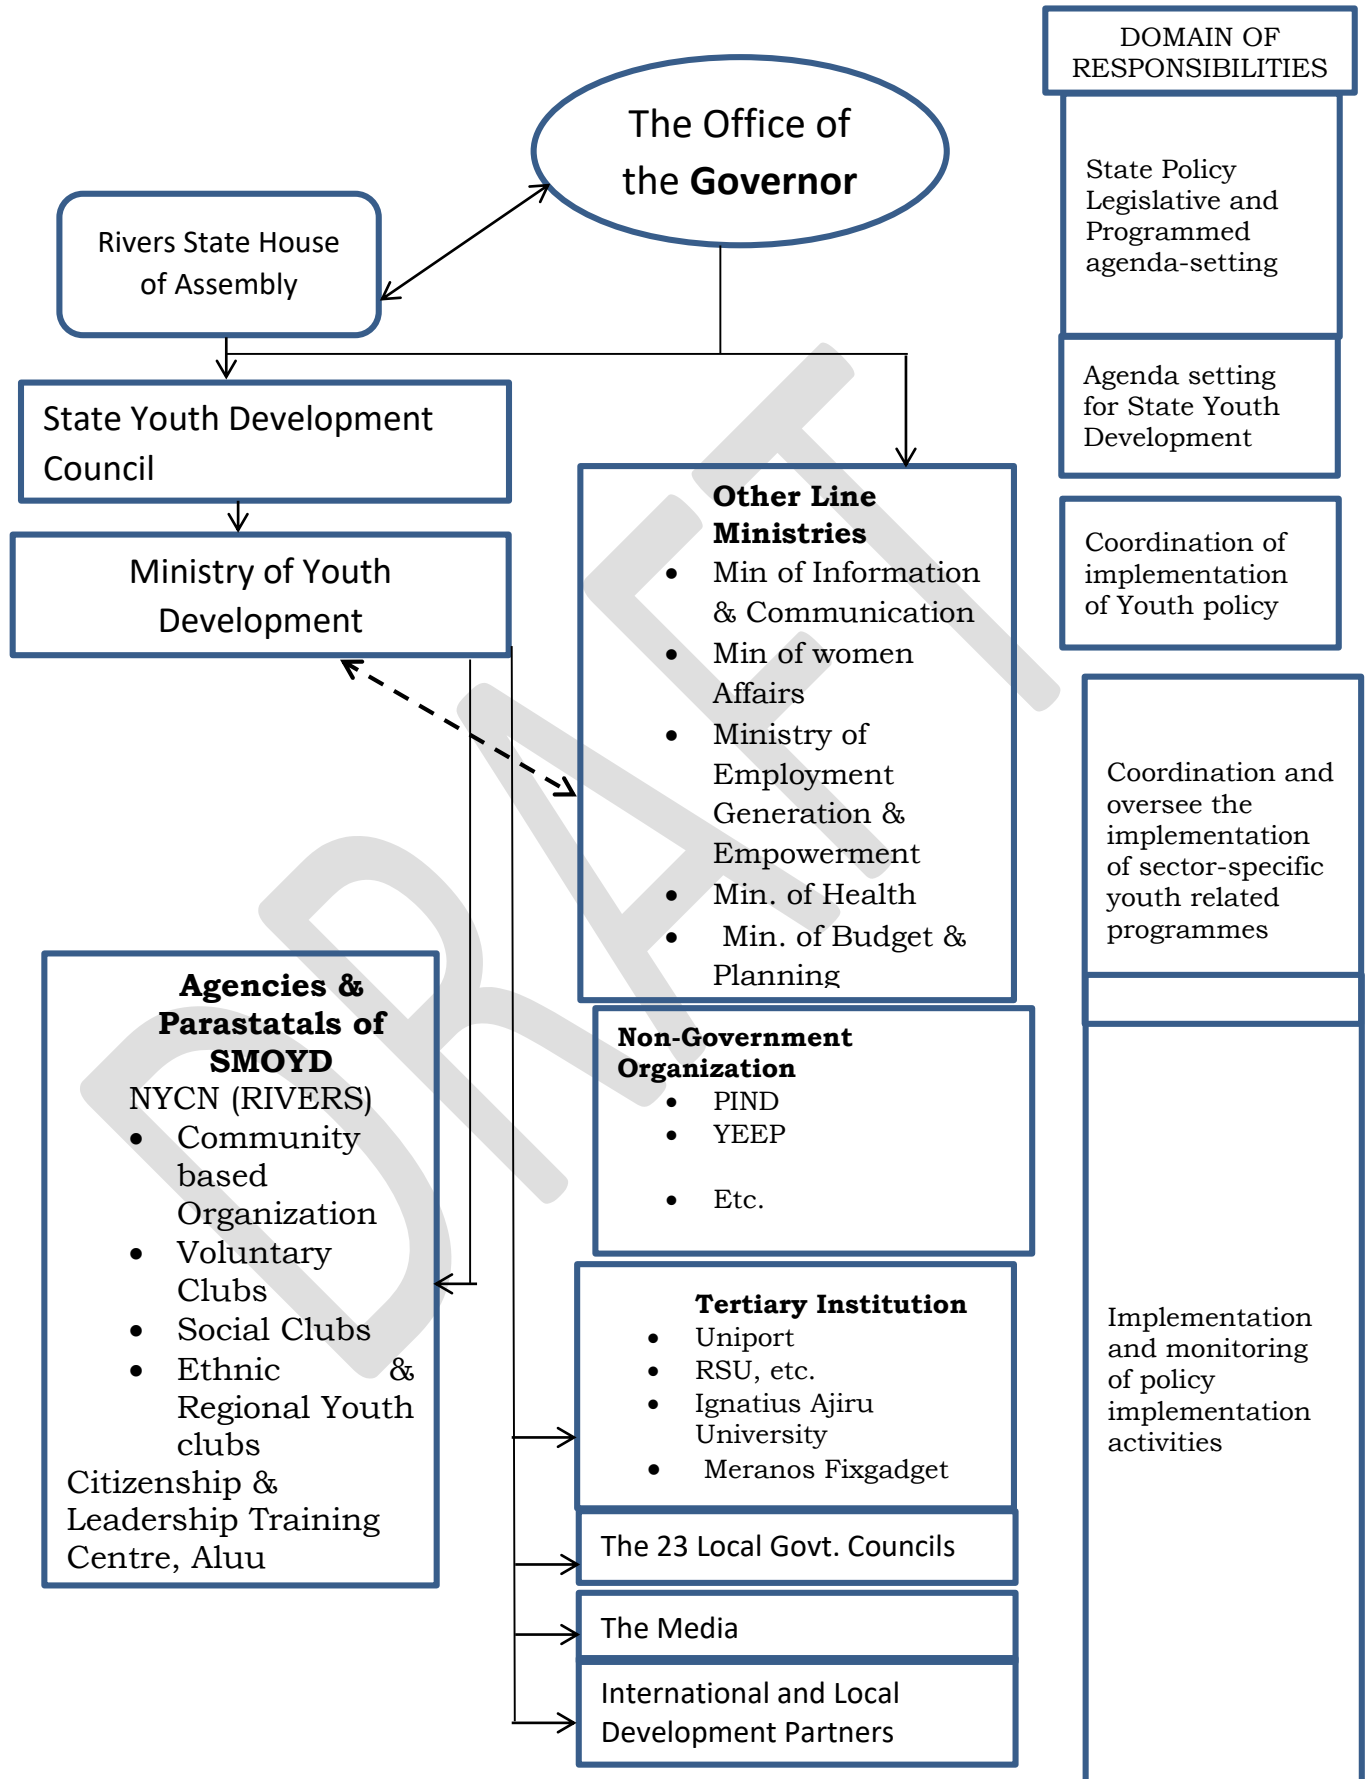 DOMAIN OF
RESPONSIBILITIES
The Office of
the Governor
State Policy
Legislative and
Programmed
agenda-setting
Rivers State House
of Assembly
Agenda setting
for State Youth
Development
State Youth Development
Council
Ministry of Youth
Development
Coordination of
implementation
of Youth policy
Other Line
Ministries
• Min of Information
& Communication
• Min of women
Affairs
• Ministry of
Employment
Generation &
Empowerment
• Min. of Health
• Min. of Budget &
Planning
Coordination and
oversee the
implementation
of sector-specific
youth related
programmes
Agencies &
Parastatals of
SMOYD
NYCN (RIVERS)
• Community
based
Organization
• Voluntary
Clubs
• Social Clubs
• Ethnic &
Regional Youth
clubs
Citizenship &
Leadership Training
Centre, Aluu
Non-Government
Organization
• PIND
• YEEP
• Etc.
Tertiary Institution
• Uniport
• RSU, etc.
• Ignatius Ajiru
University
• Meranos Fixgadget
Implementation
and monitoring
of policy
implementation
activities
The 23 Local Govt. Councils
The Media
International and Local
Development Partners
DRAFT